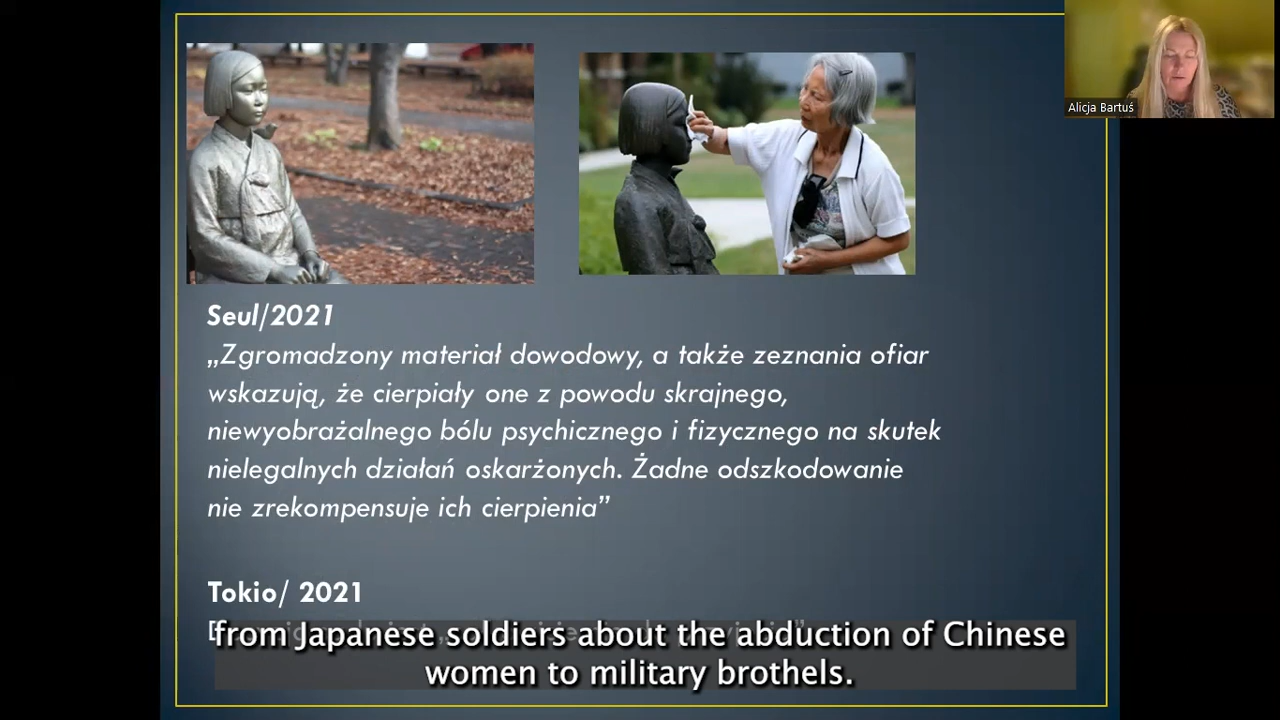 Alicja Bartuś
Seul/2021
„Zgromadzony materiał dowodowy, a także zeznania ofiar
wskazują, że cierpiały one z powodu skrajnego,
niewyobrażalnego bólu psychicznego i fizycznego na skutek
nielegalnych działań oskarżonych. Żadne odszkodowanie
nie zrekompensuje ich cierpienia”
Tokio/ 2021
from Japanese soldiers about the abduction of Chinese
women to military brothels.